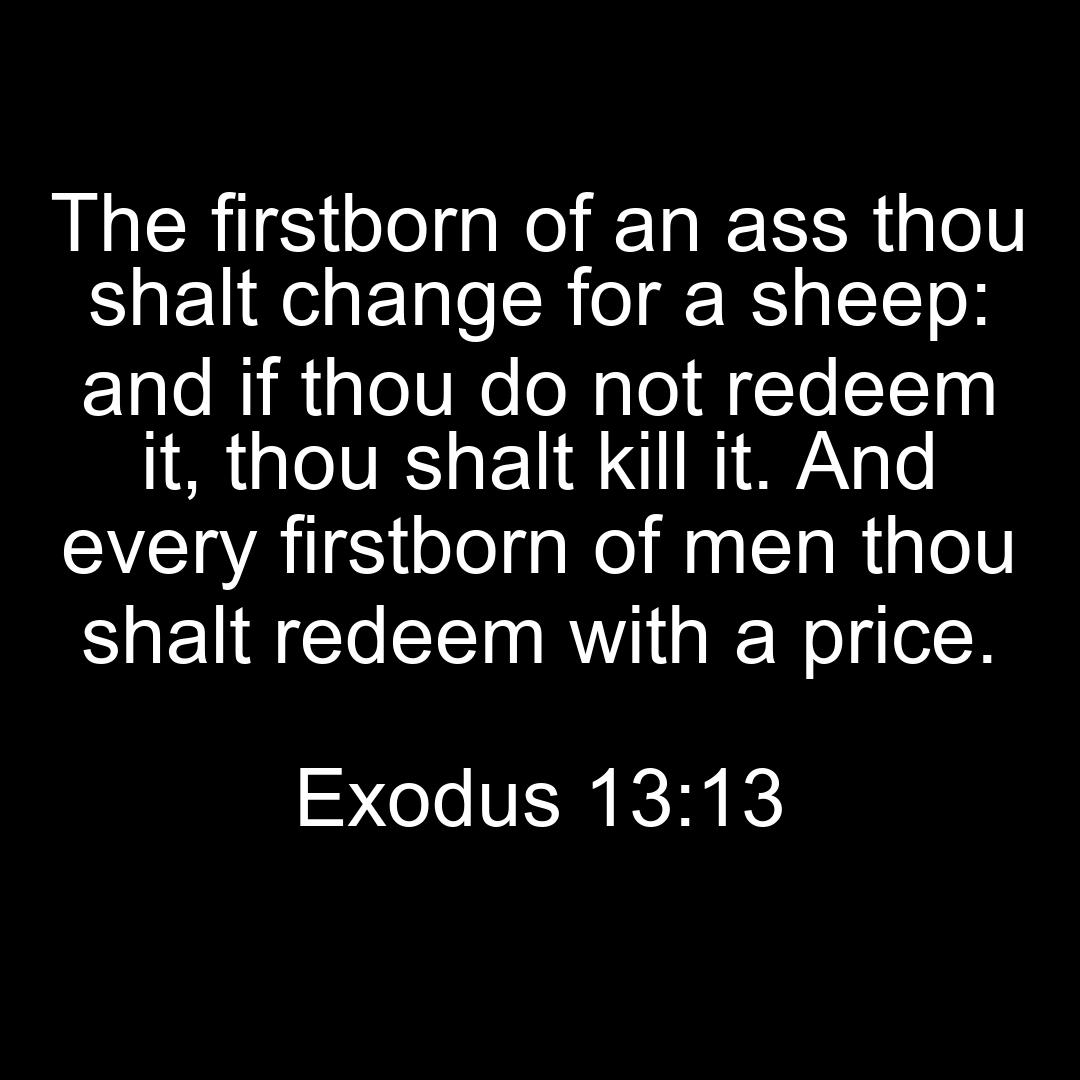 The firstborn of an ass thou
shalt change for a sheep:
and if thou do not redeem
it, thou shalt kill it. And
every firstborn of men thou
shalt redeem with a price.
Exodus 13:13